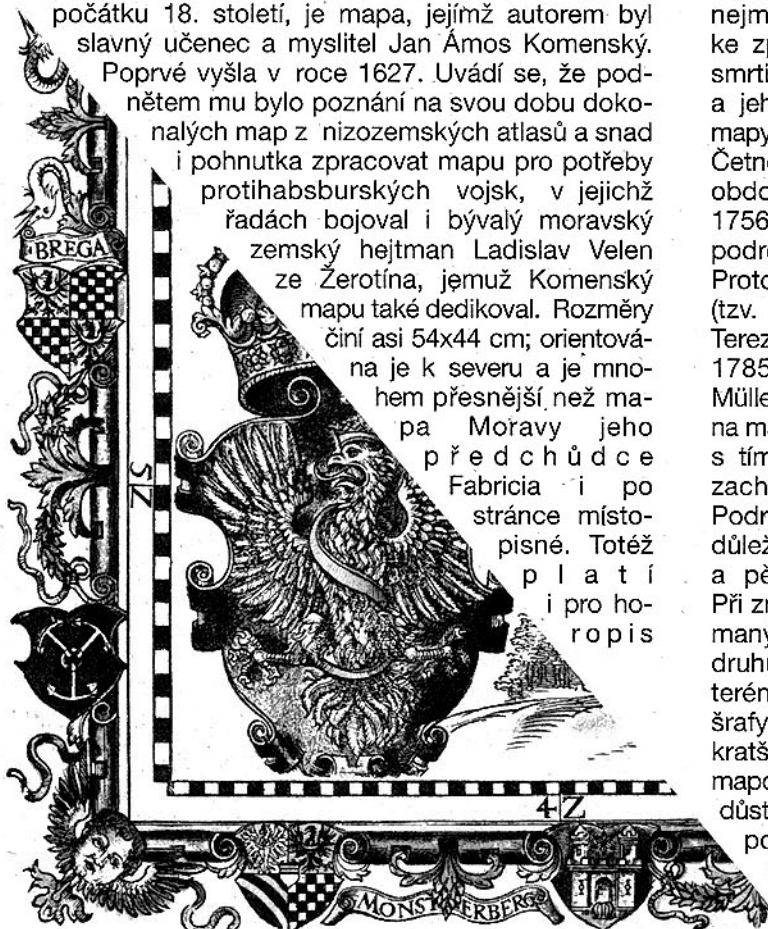 počátku 18. století, je mapa, jejímž autorem byl
slavný učenec a myslitel Jan Ámos Komenský.
Poprvé vyšla v roce 1627. Uvádí se, že pod-
nětem mu bylo poznání na svou dobu doko-
nalých map z nizozemských atlasů a snad
i pohnutka zpracovat mapu pro potřeby
protihabsburských vojsk, v jejichž
řadách bojoval i bývalý moravský
zemský hejtman Ladislav Velen
ze Žerotína, jemuž Komenský
mapu také dedikoval. Rozměry
činí asi 54x44 cm; orientová-
na je k severu a je mno-
hem přesnější než ma-
pa Moravy jeho
předchůdce
Fabricia i po
stránce místo-
pisné. Totéž
platí
i pro ho-
ropis
nejm
ke zp
smrti
a jeh
mapy
Četn
obdo
1756
podr
Proto
(tzv.
Terez
1785
Mülle
na m
s tím
zach
Podr
důlež
a pě
Při z
many
druhu
terén
šrafy
kratš
mapo
důst
po
BREGA
51Z
4Z
MONSTERBERG